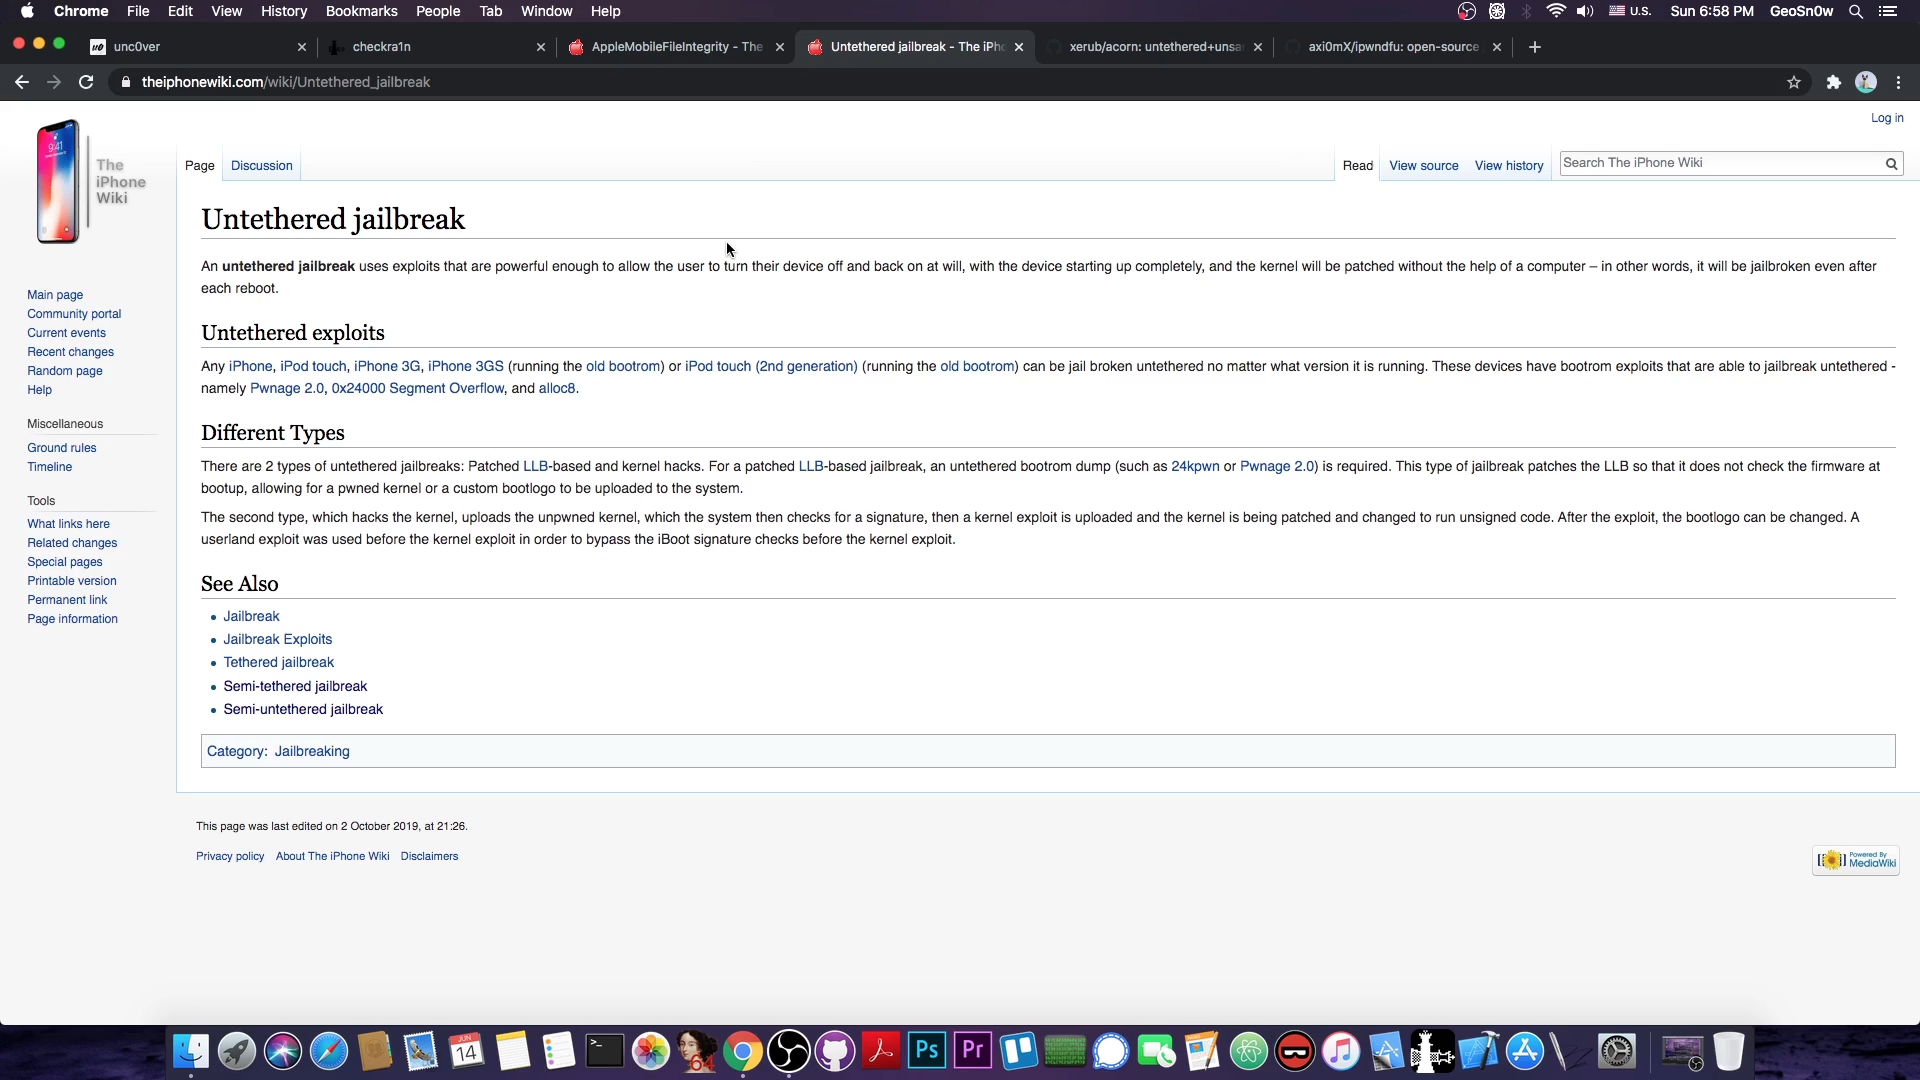 Chrome File Edit View History Bookmarks People Tab Window Help U.S. Sun 6:58 PM GeoSn0w
unc0ver checkra1n AppleMobileFileIntegrity - The Untethered jailbreak - The iPh xerub/acorn: untethered+unsa axi0mX/ipwndfu: open-source
theiphonewiki.com/wiki/Untethered_jailbreak
Log in
9:41
The
iPhone
Wiki
Page Discussion Read View source View history Search The iPhone Wiki
Untethered jailbreak
An untethered jailbreak uses exploits that are powerful enough to allow the user to turn their device off and back on at will, with the device starting up completely, and the kernel will be patched without the help of a computer – in other words, it will be jailbroken even after
each reboot.
Main page
Community portal
Current events
Recent changes
Random page
Help
Miscellaneous
Ground rules
Timeline
Tools
What links here
Related changes
Special pages
Printable version
Permanent link
Page information
Untethered exploits
Any iPhone, iPod touch, iPhone 3G, iPhone 3GS (running the old bootrom) or iPod touch (2nd generation) (running the old bootrom) can be jail broken untethered no matter what version it is running. These devices have bootrom exploits that are able to jailbreak untethered -
namely Pwnage 2.0, 0x24000 Segment Overflow, and alloc8.
Different Types
There are 2 types of untethered jailbreaks: Patched LLB-based and kernel hacks. For a patched LLB-based jailbreak, an untethered bootrom dump (such as 24kpwn or Pwnage 2.0) is required. This type of jailbreak patches the LLB so that it does not check the firmware at
bootup, allowing for a pwned kernel or a custom bootlogo to be uploaded to the system.
The second type, which hacks the kernel, uploads the unpwned kernel, which the system then checks for a signature, then a kernel exploit is uploaded and the kernel is being patched and changed to run unsigned code. After the exploit, the bootlogo can be changed. A
userland exploit was used before the kernel exploit in order to bypass the iBoot signature checks before the kernel exploit.
See Also
Jailbreak
Jailbreak Exploits
Tethered jailbreak
Semi-tethered jailbreak
Semi-untethered jailbreak
Category: Jailbreaking
This page was last edited on 2 October 2019, at 21:26.
Privacy policy About The iPhone Wiki Disclaimers
Powered By
MediaWiki
JUN
14
64
Ps
Pr